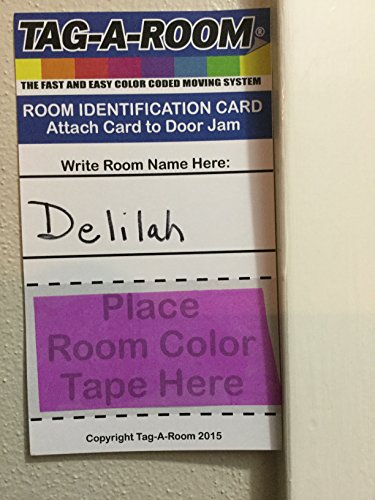 TAG-A-ROOM®
THE FAST AND EASY COLOR CODED MOVING SYSTEM
ROOM IDENTIFICATION CARD
Attach Card to Door Jam
Write Room Name Here:
Delilah
Place
Room Color
Tape Here
Copyright Tag-A-Room 2015